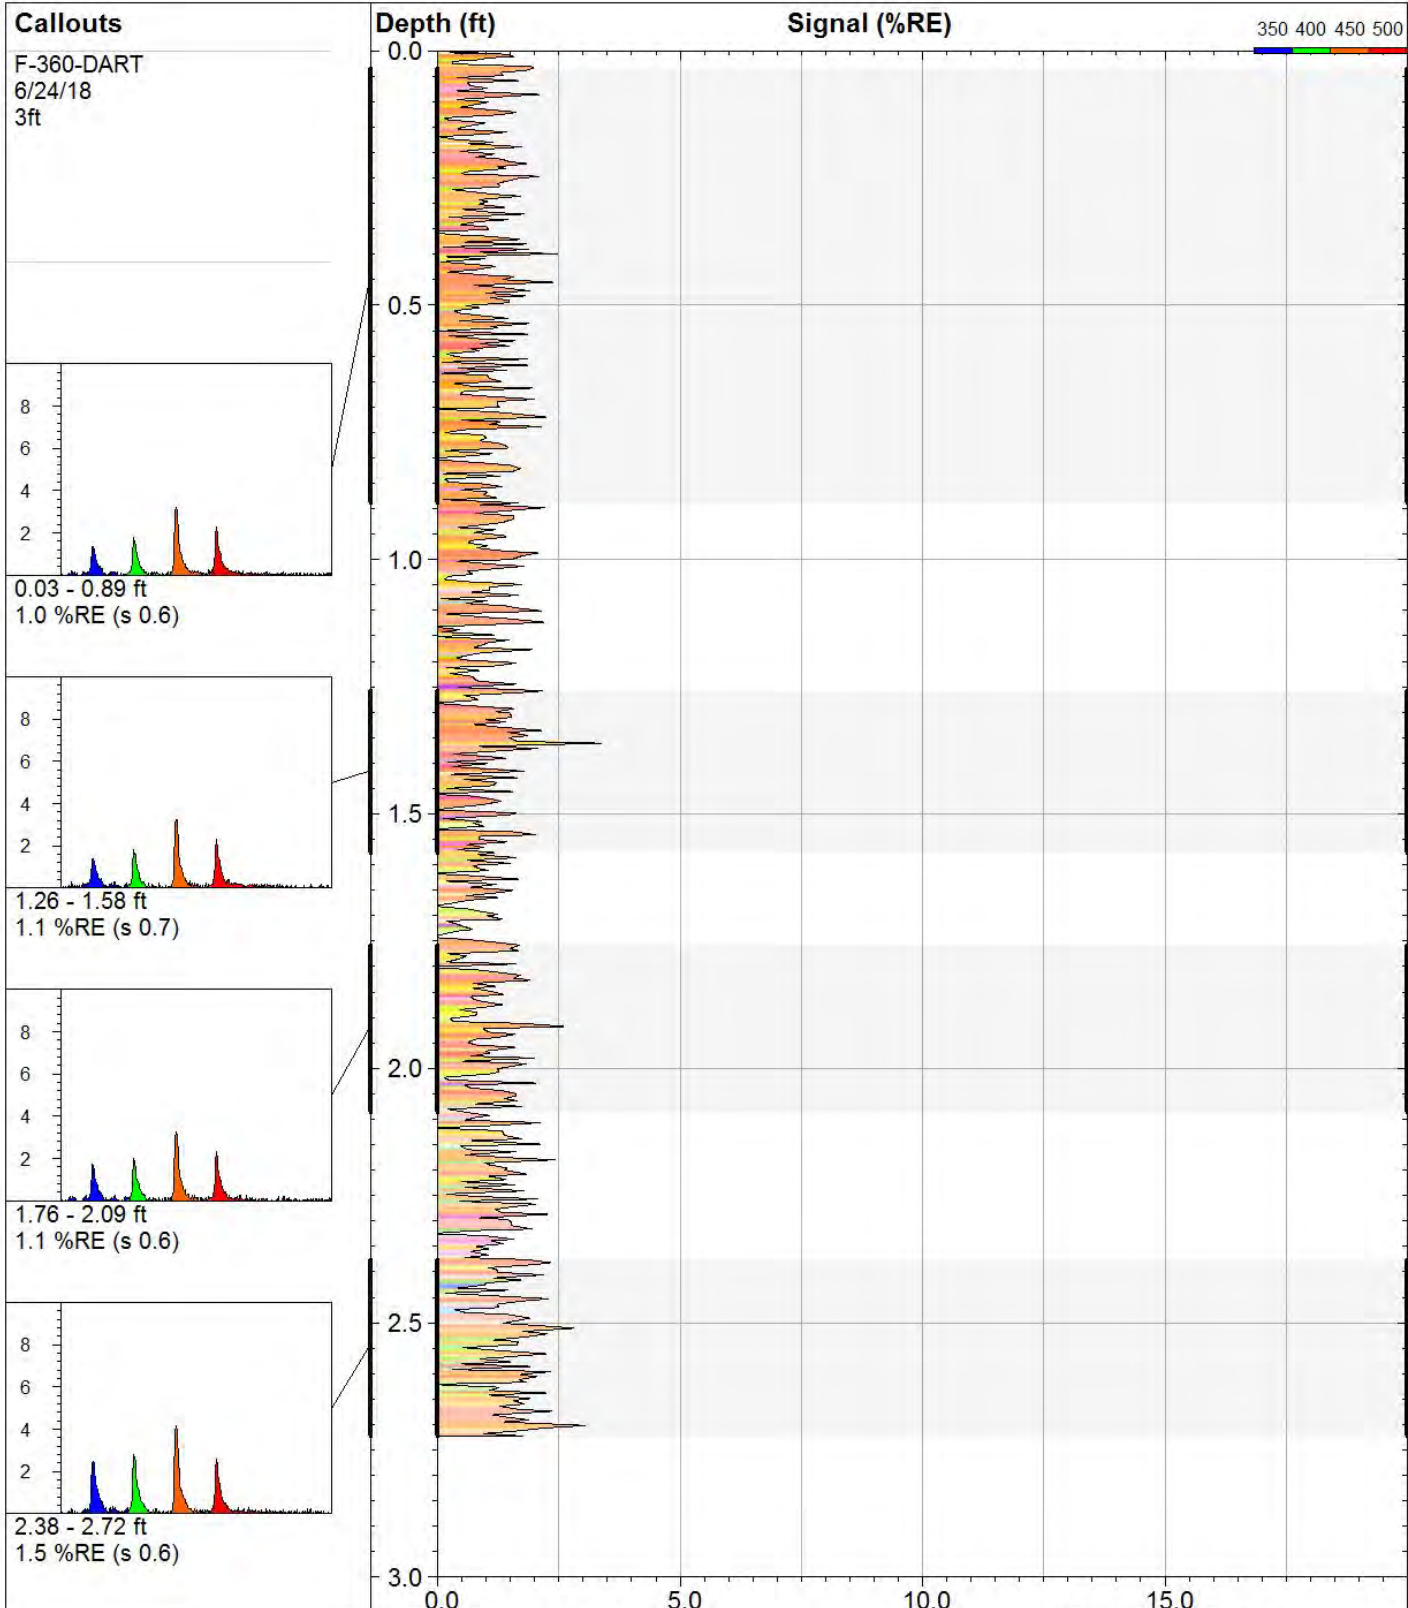 Callouts
Depth (ft)
Signal (%RE)
350 400 450 500
F-360-DART
6/24/18
3ft
8
6
4
2
0.03 - 0.89 ft
1.0 %RE (s 0.6)
8
6
4
2
1.26 - 1.58 ft
1.1 %RE (s 0.7)
8
6
4
2
1.76 - 2.09 ft
1.1 %RE (s 0.6)
8
6
4
2
2.38 - 2.72 ft
1.5 %RE (s 0.6)
0.0
0.5
1.0
1.5
2.0
2.5
3.0
0.0 5.0 10.0 15.0